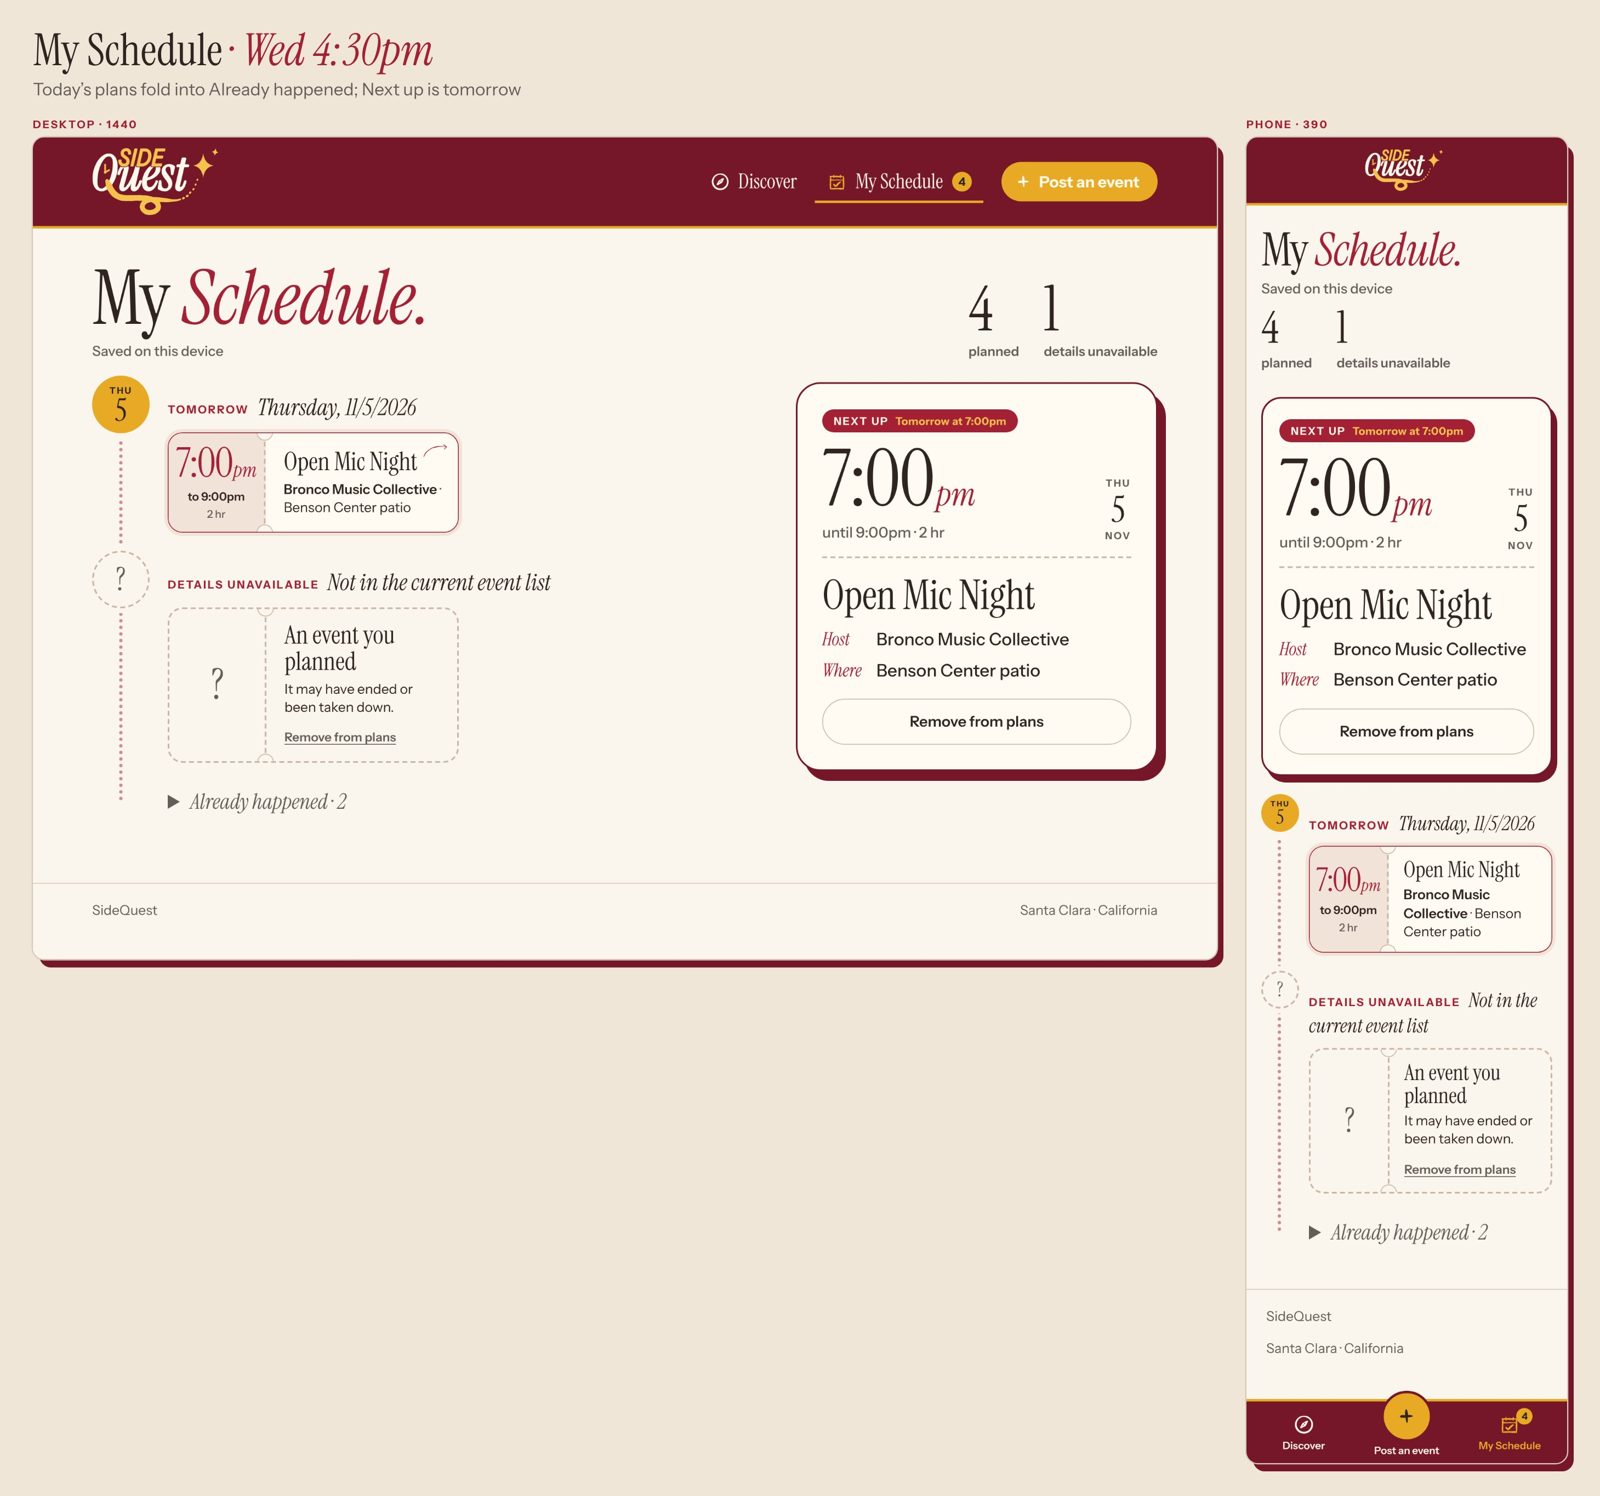 My Schedule · Wed 4:30pm
Today's plans fold into Already happened; Next up is tomorrow
DESKTOP · 1440
SIDE
Quest
Discover
My Schedule 4
+ Post an event
My Schedule.
Saved on this device
4
planned
1
details unavailable
THU
5
TOMORROW Thursday, 11/5/2026
7:00pm
to 9:00pm
2 hr
Open Mic Night
Bronco Music Collective ·
Benson Center patio
?
DETAILS UNAVAILABLE Not in the current event list
?
An event you
planned
It may have ended or
been taken down.
Remove from plans
Already happened · 2
NEXT UP Tomorrow at 7:00pm
7:00pm
until 9:00pm · 2 hr
THU
5
NOV
Open Mic Night
Host Bronco Music Collective
Where Benson Center patio
Remove from plans
SideQuest
Santa Clara · California
PHONE · 390
SIDE
Quest
My Schedule.
Saved on this device
4
planned
1
details unavailable
NEXT UP Tomorrow at 7:00pm
7:00pm
until 9:00pm · 2 hr
THU
5
NOV
Open Mic Night
Host Bronco Music Collective
Where Benson Center patio
Remove from plans
THU
5
TOMORROW Thursday, 11/5/2026
7:00pm
to 9:00pm
2 hr
Open Mic Night
Bronco Music
Collective · Benson
Center patio
?
DETAILS UNAVAILABLE Not in the
current event list
?
An event you
planned
It may have ended or
been taken down.
Remove from plans
Already happened · 2
SideQuest
Santa Clara · California
Discover
+
Post an event
4
My Schedule